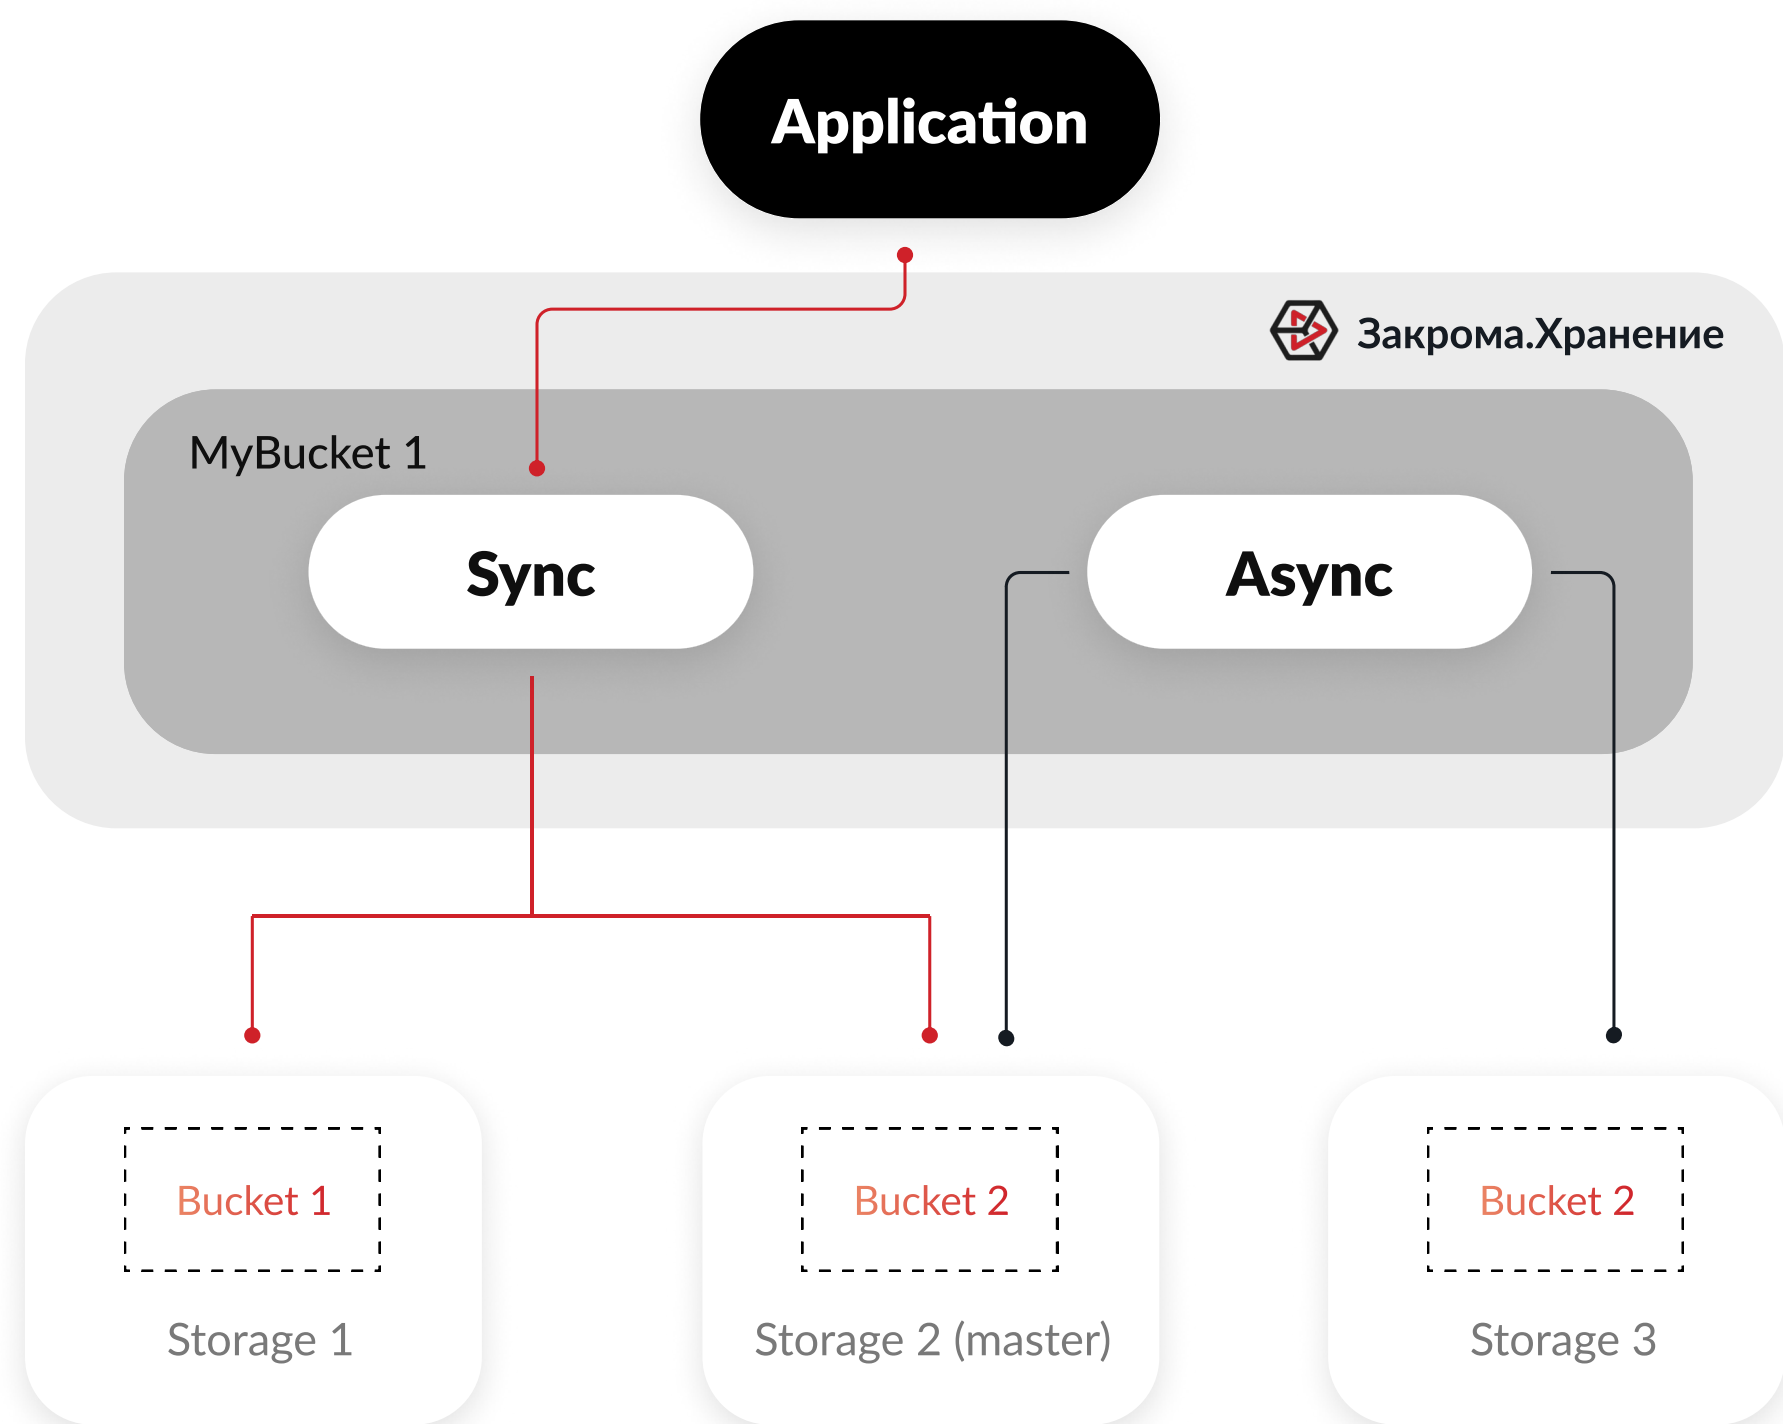 Application
Закрома.Хранение
MyBucket 1
Sync
Async
Bucket 1
Bucket 2
Bucket 2
Storage 1
Storage 2 (master)
Storage 3